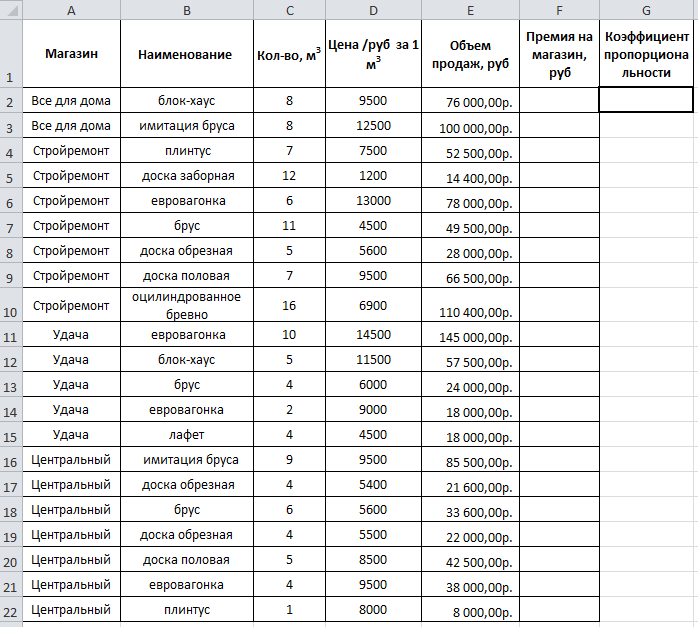 A B C D E F G
1 Магазин Наименование Кол-во, м³ Цена /руб за 1 м³ Объем продаж, руб Премия на магазин, руб Коэффициент пропорциона льности
2 Все для дома блок-хаус 8 9500 76 000,00р.
3 Все для дома имитация бруса 8 12500 100 000,00р.
4 Стройремонт плинтус 7 7500 52 500,00р.
5 Стройремонт доска заборная 12 1200 14 400,00р.
6 Стройремонт евровагонка 6 13000 78 000,00р.
7 Стройремонт брус 11 4500 49 500,00р.
8 Стройремонт доска обрезная 5 5600 28 000,00р.
9 Стройремонт доска половая 7 9500 66 500,00р.
10 Стройремонт оцилиндрованное бревно 16 6900 110 400,00р.
11 Удача евровагонка 10 14500 145 000,00р.
12 Удача блок-хаус 5 11500 57 500,00р.
13 Удача брус 4 6000 24 000,00р.
14 Удача евровагонка 2 9000 18 000,00р.
15 Удача лафет 4 4500 18 000,00р.
16 Центральный имитация бруса 9 9500 85 500,00р.
17 Центральный доска обрезная 4 5400 21 600,00р.
18 Центральный брус 6 5600 33 600,00р.
19 Центральный доска обрезная 4 5500 22 000,00р.
20 Центральный доска половая 5 8500 42 500,00р.
21 Центральный евровагонка 4 9500 38 000,00р.
22 Центральный плинтус 1 8000 8 000,00р.